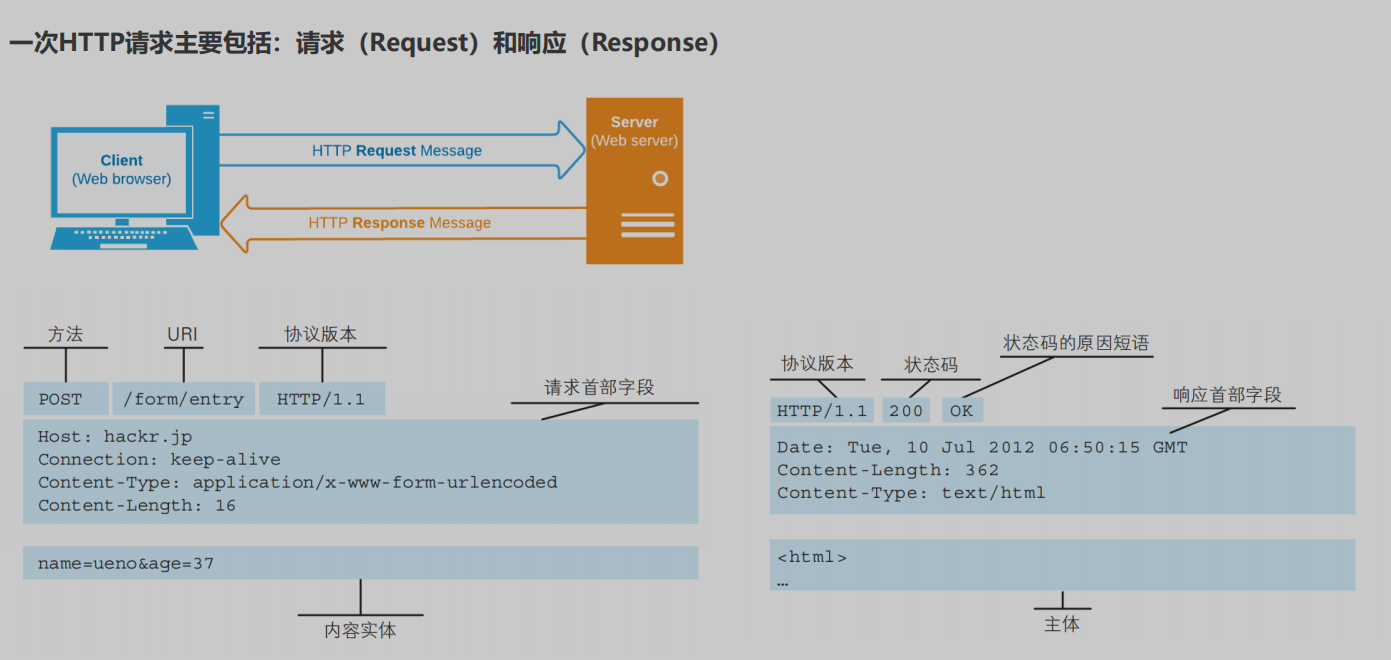 一次HTTP请求主要包括：请求（Request）和响应（Response）
Client
(Web browser)
HTTP Request Message
HTTP Response Message
Server
(Web server)
方法
URI
协议版本
请求首部字段
POST
/form/entry
HTTP/1.1
Host: hackr.jp
Connection: keep-alive
Content-Type: application/x-www-form-urlencoded
Content-Length: 16
name=ueno&age=37
内容实体
协议版本
状态码
状态码的原因短语
响应首部字段
HTTP/1.1
200
OK
Date: Tue, 10 Jul 2012 06:50:15 GMT
Content-Length: 362
Content-Type: text/html
<html>
…
主体